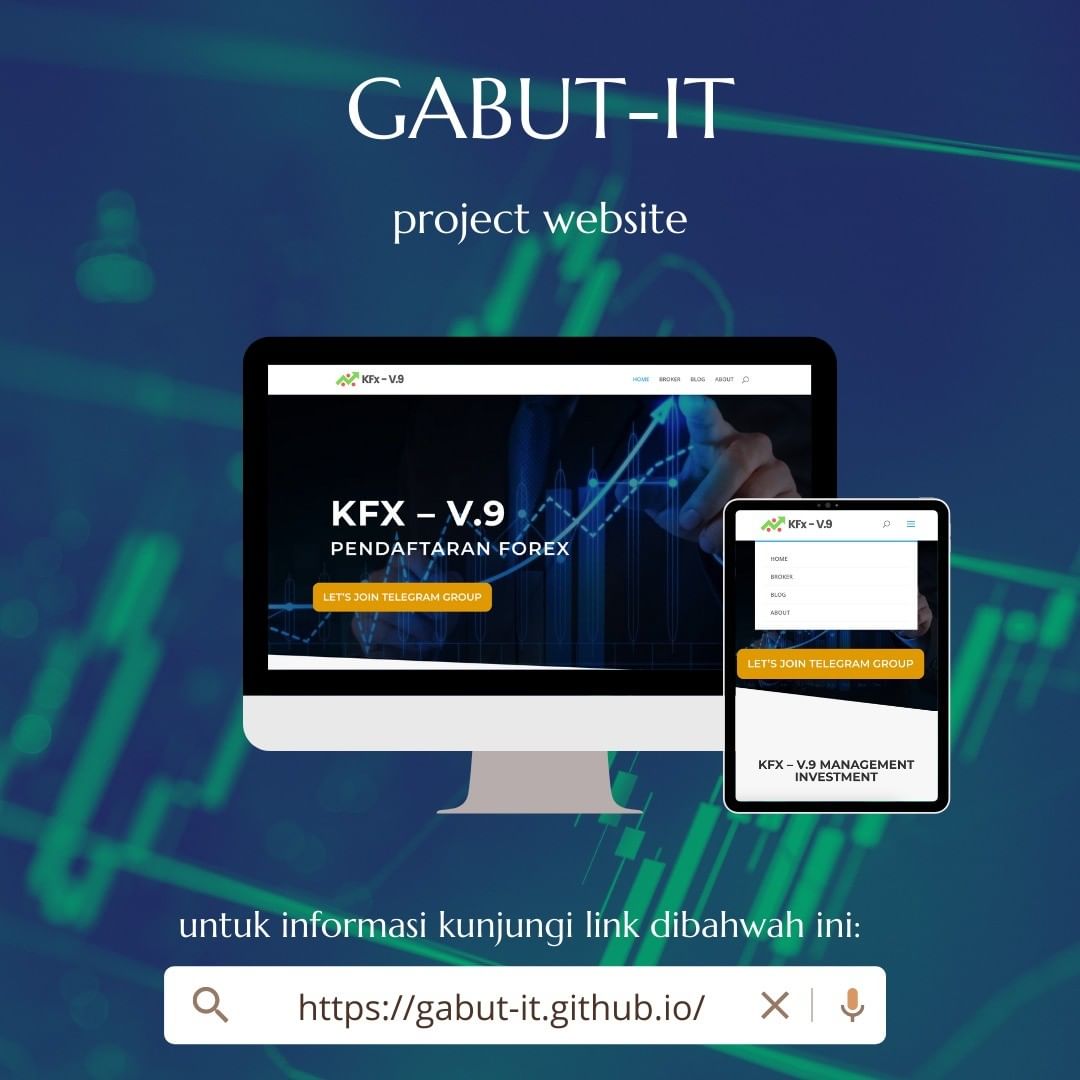 GABUT-IT
project website
KFx - V.9
HOME BROKER BLOG ABOUT
KFX – V.9
PENDAFTARAN FOREX
LET'S JOIN TELEGRAM GROUP
KFx - V.9
HOME
BROKER
BLOG
ABOUT
LET'S JOIN TELEGRAM GROUP
KFX – V.9 MANAGEMENT
INVESTMENT
untuk informasi kunjungi link dibahwah ini:
https://gabut-it.github.io/